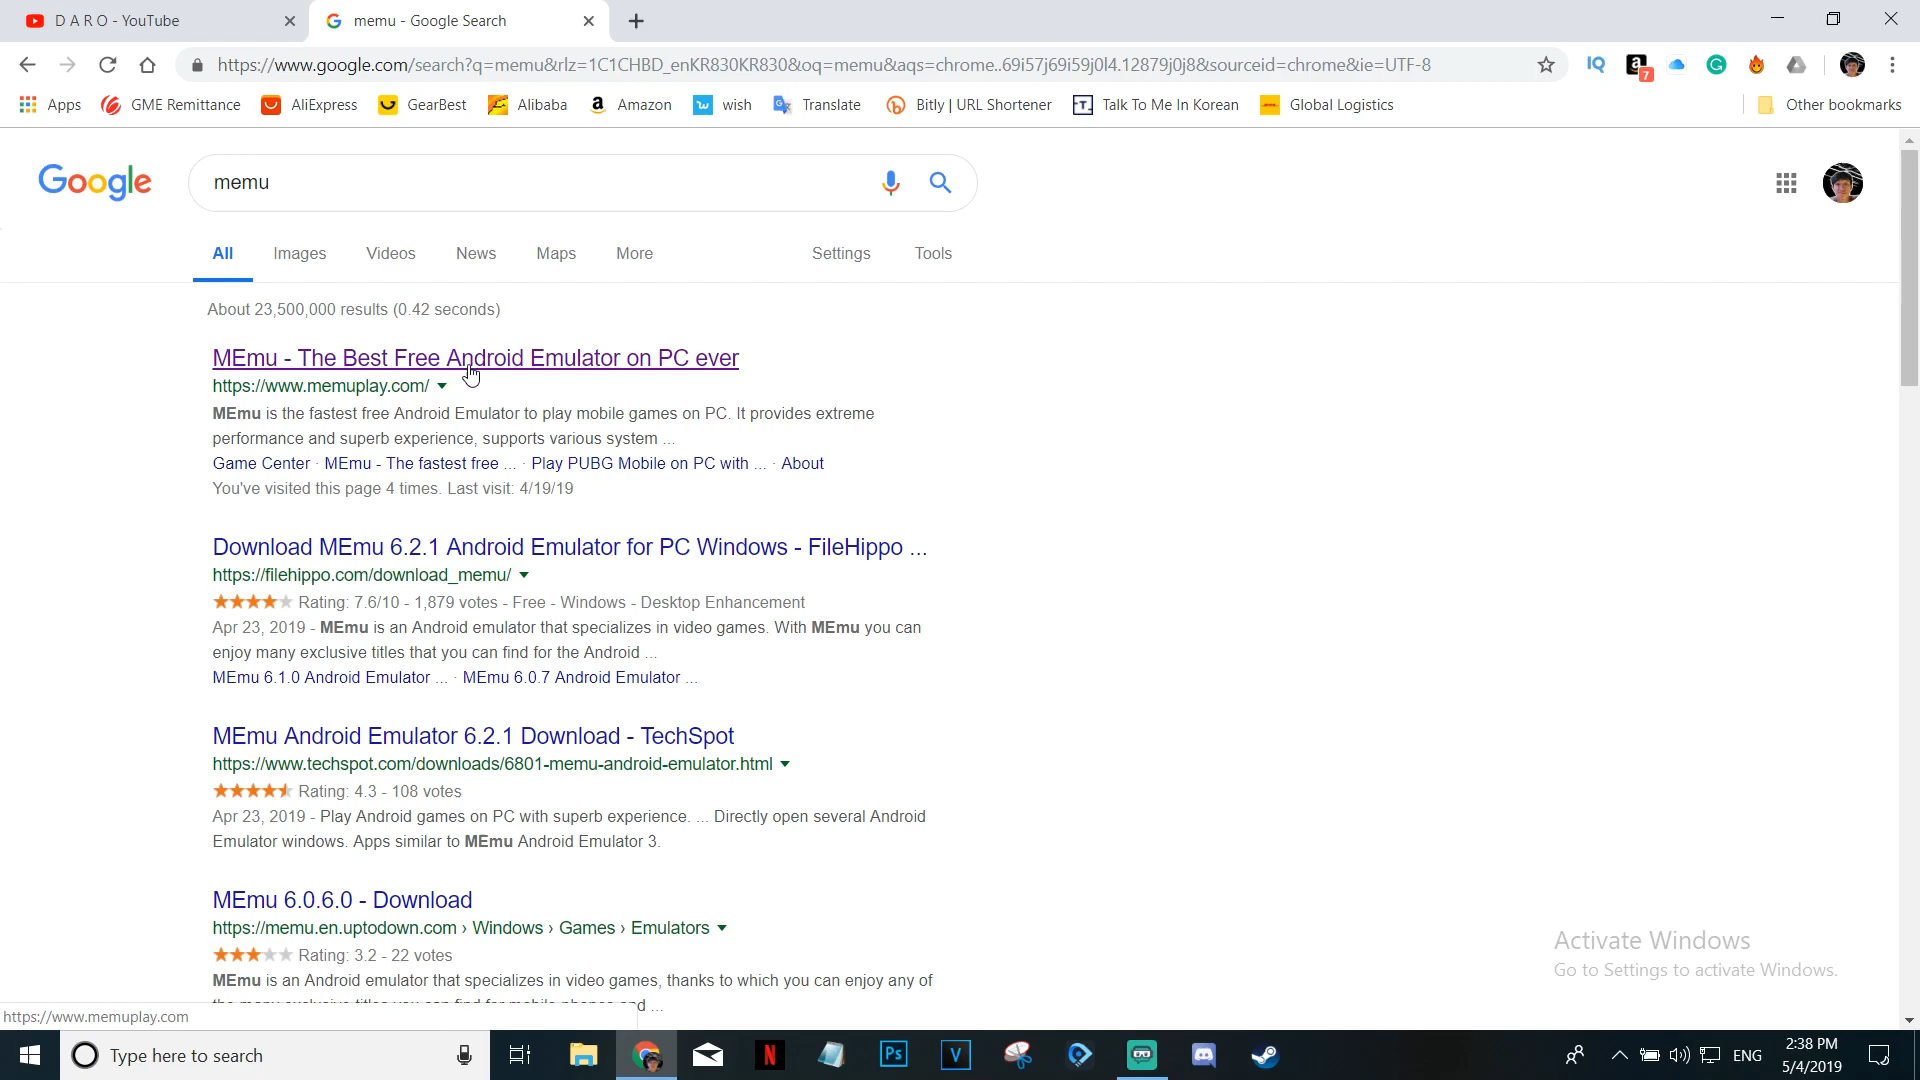 D A R O - YouTube
memu - Google Search
https://www.google.com/search?q=memu&rlz=1C1CHBD_enKR830KR830&oq=memu&aqs=chrome..69i57j69i59j0l4.12879j0j8&sourceid=chrome&ie=UTF-8
7
Apps GME Remittance AliExpress GearBest Alibaba Amazon wish Translate Bitly | URL Shortener Talk To Me In Korean Global Logistics Other bookmarks
Google
memu
All Images Videos News Maps More Settings Tools
About 23,500,000 results (0.42 seconds)
MEmu - The Best Free Android Emulator on PC ever
https://www.memuplay.com/
MEmu is the fastest free Android Emulator to play mobile games on PC. It provides extreme
performance and superb experience, supports various system ...
Game Center · MEmu - The fastest free ... · Play PUBG Mobile on PC with ... · About
You've visited this page 4 times. Last visit: 4/19/19
Download MEmu 6.2.1 Android Emulator for PC Windows - FileHippo ...
https://filehippo.com/download_memu/
Rating: 7.6/10 - 1,879 votes - Free - Windows - Desktop Enhancement
Apr 23, 2019 - MEmu is an Android emulator that specializes in video games. With MEmu you can
enjoy many exclusive titles that you can find for the Android ...
MEmu 6.1.0 Android Emulator ... · MEmu 6.0.7 Android Emulator ...
MEmu Android Emulator 6.2.1 Download - TechSpot
https://www.techspot.com/downloads/6801-memu-android-emulator.html
Rating: 4.3 - 108 votes
Apr 23, 2019 - Play Android games on PC with superb experience. ... Directly open several Android
Emulator windows. Apps similar to MEmu Android Emulator 3.
MEmu 6.0.6.0 - Download
https://memu.en.uptodown.com › Windows › Games › Emulators
Rating: 3.2 - 22 votes
MEmu is an Android emulator that specializes in video games, thanks to which you can enjoy any of
Activate Windows
Go to Settings to activate Windows.
https://www.memuplay.com
Type here to search
ENG
2:38 PM
5/4/2019